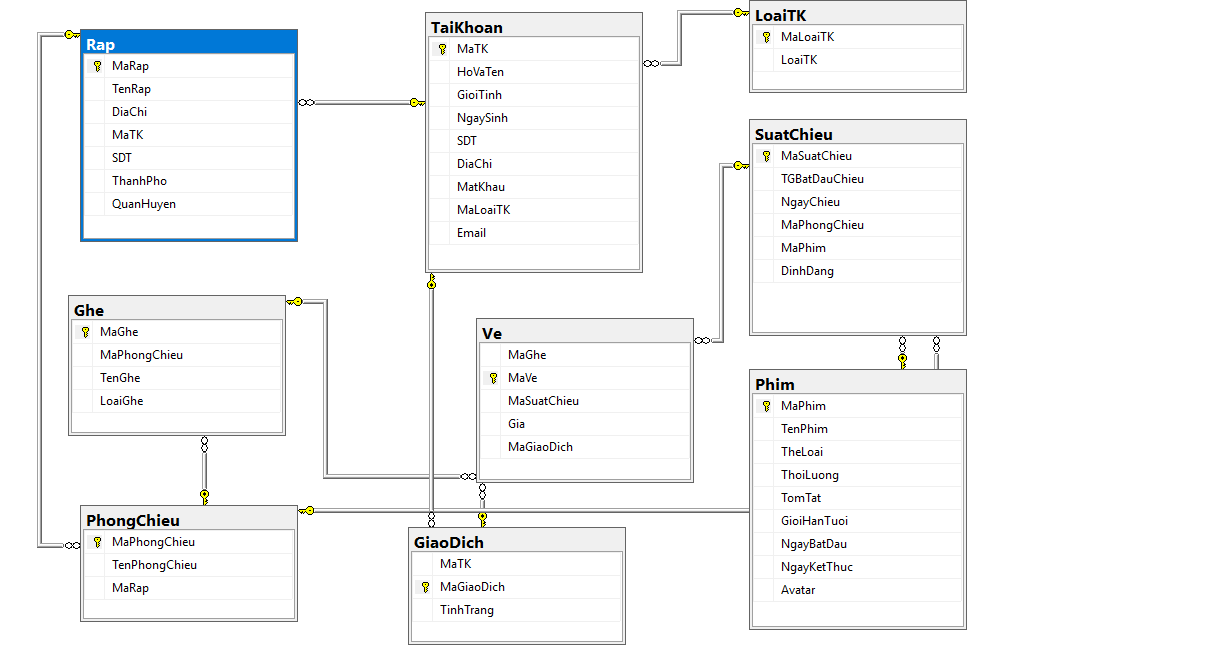 Rap
MaRap
TenRap
DiaChi
MaTK
SDT
ThanhPho
QuanHuyen
TaiKhoan
MaTK
HoVaTen
GioiTinh
NgaySinh
SDT
DiaChi
MatKhau
MaLoaiTK
Email
LoaiTK
MaLoaiTK
LoaiTK
SuatChieu
MaSuatChieu
TGBatDauChieu
NgayChieu
MaPhongChieu
MaPhim
DinhDang
Ghe
MaGhe
MaPhongChieu
TenGhe
LoaiGhe
Ve
MaGhe
MaVe
MaSuatChieu
Gia
MaGiaoDich
Phim
MaPhim
TenPhim
TheLoai
ThoiLuong
TomTat
GioiHanTuoi
NgayBatDau
NgayKetThuc
Avatar
PhongChieu
MaPhongChieu
TenPhongChieu
MaRap
GiaoDich
MaTK
MaGiaoDich
TinhTrang